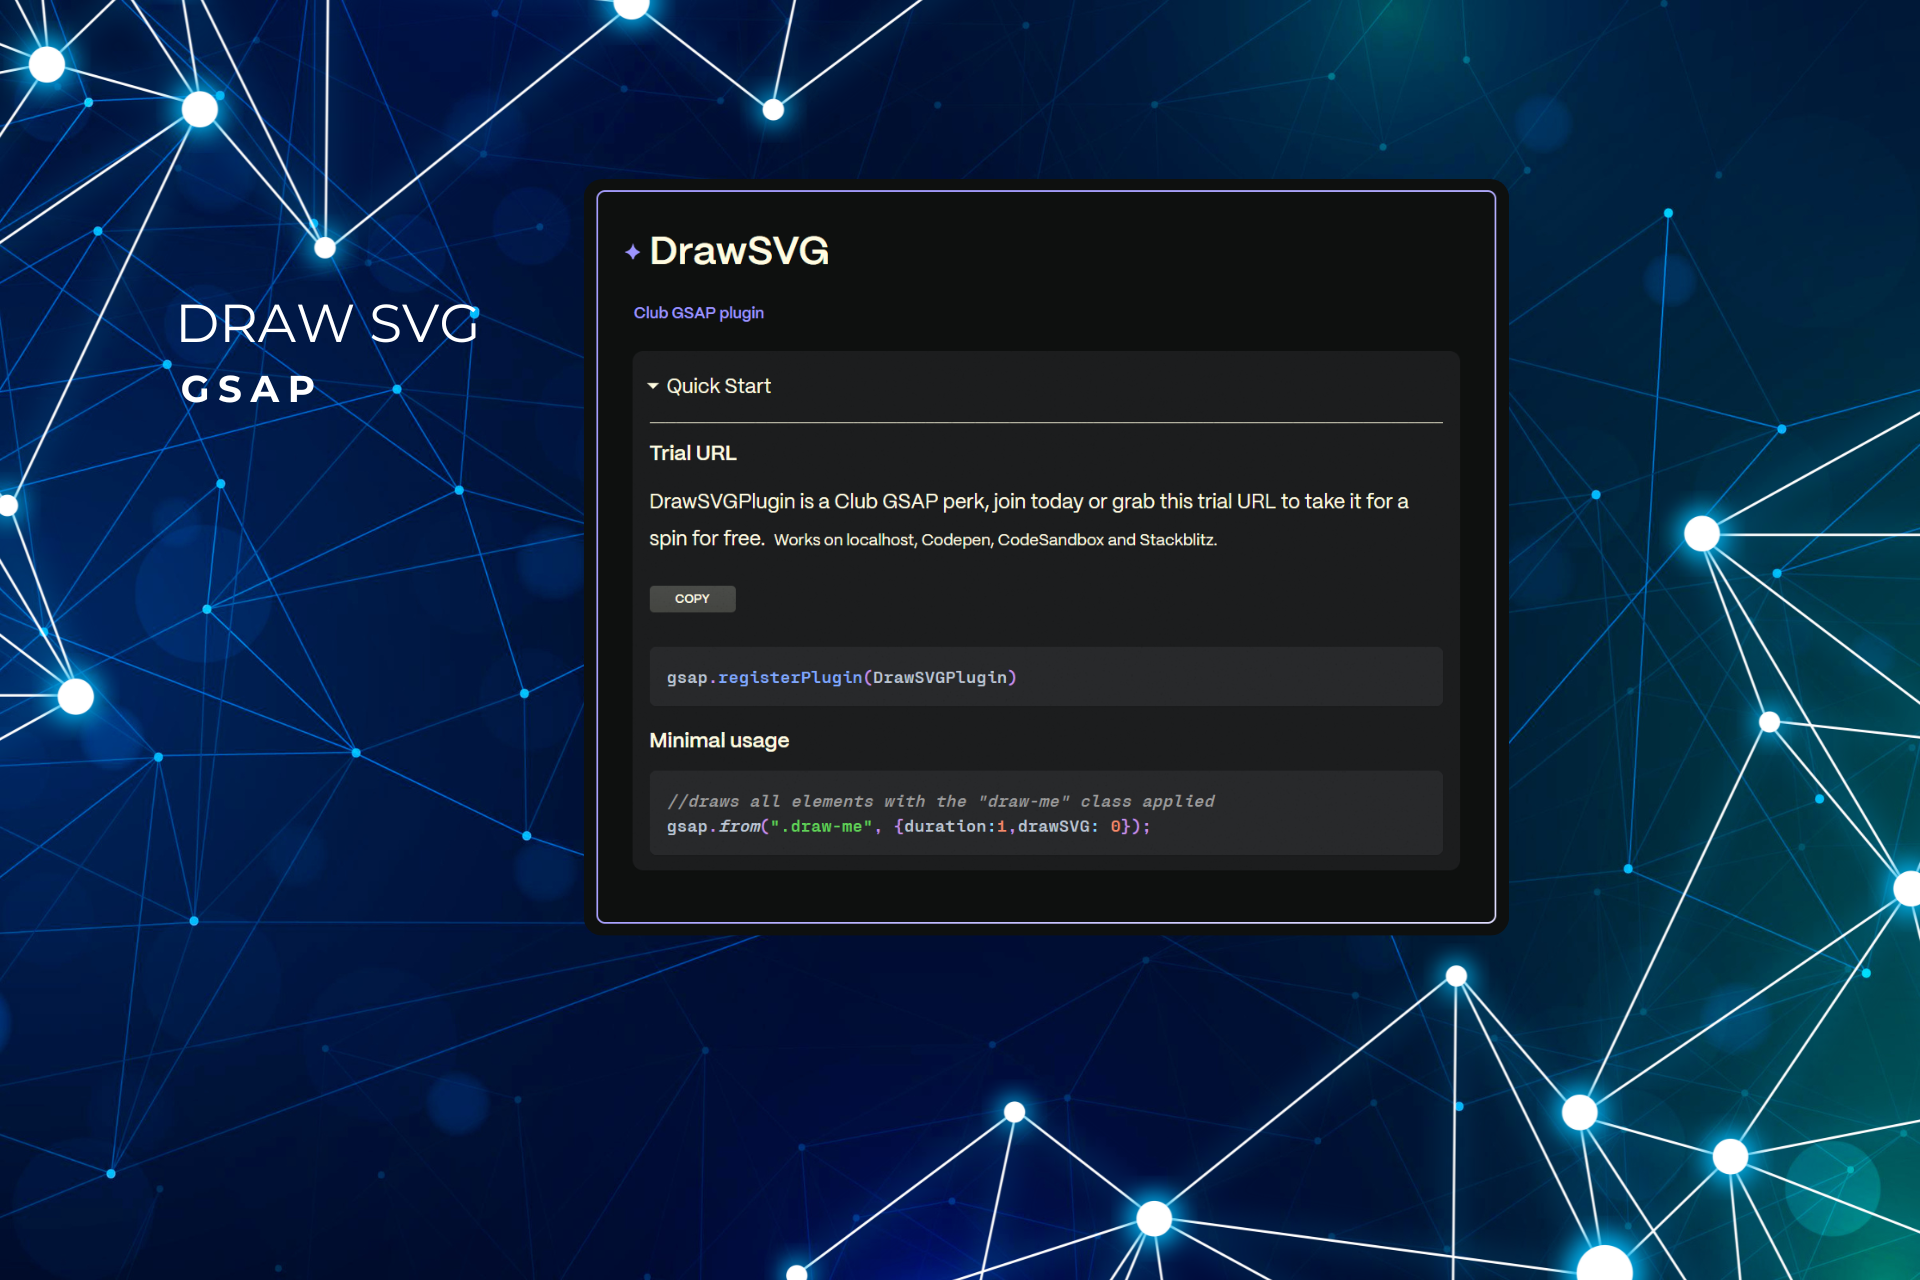 DRAW SVG
GSAP
DrawSVG
Club GSAP plugin
Quick Start
Trial URL
DrawSVGPlugin is a Club GSAP perk, join today or grab this trial URL to take it for a
spin for free. Works on localhost, Codepen, CodeSandbox and Stackblitz.
COPY
gsap.registerPlugin(DrawSVGPlugin)
Minimal usage
//draws all elements with the "draw-me" class applied
gsap.from(".draw-me", {duration:1,drawSVG: 0});